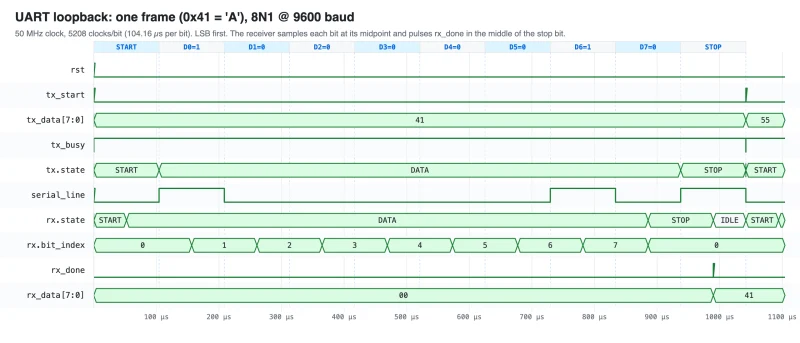 UART loopback: one frame (0x41 = 'A'), 8N1 @ 9600 baud
50 MHz clock, 5208 clocks/bit (104.16 µs per bit). LSB first. The receiver samples each bit at its midpoint and pulses rx_done in the middle of the stop bit.
START D0=1 D1=0 D2=0 D3=0 D4=0 D5=0 D6=1 D7=0 STOP
rst
tx_start
tx_data[7:0] 41 55
tx_busy
tx.state START DATA STOP START
serial_line
rx.state START DATA STOP IDLE START
rx.bit_index 0 1 2 3 4 5 6 7 0
rx_done
rx_data[7:0] 00 41
100 µs 200 µs 300 µs 400 µs 500 µs 600 µs 700 µs 800 µs 900 µs 1000 µs 1100 µs